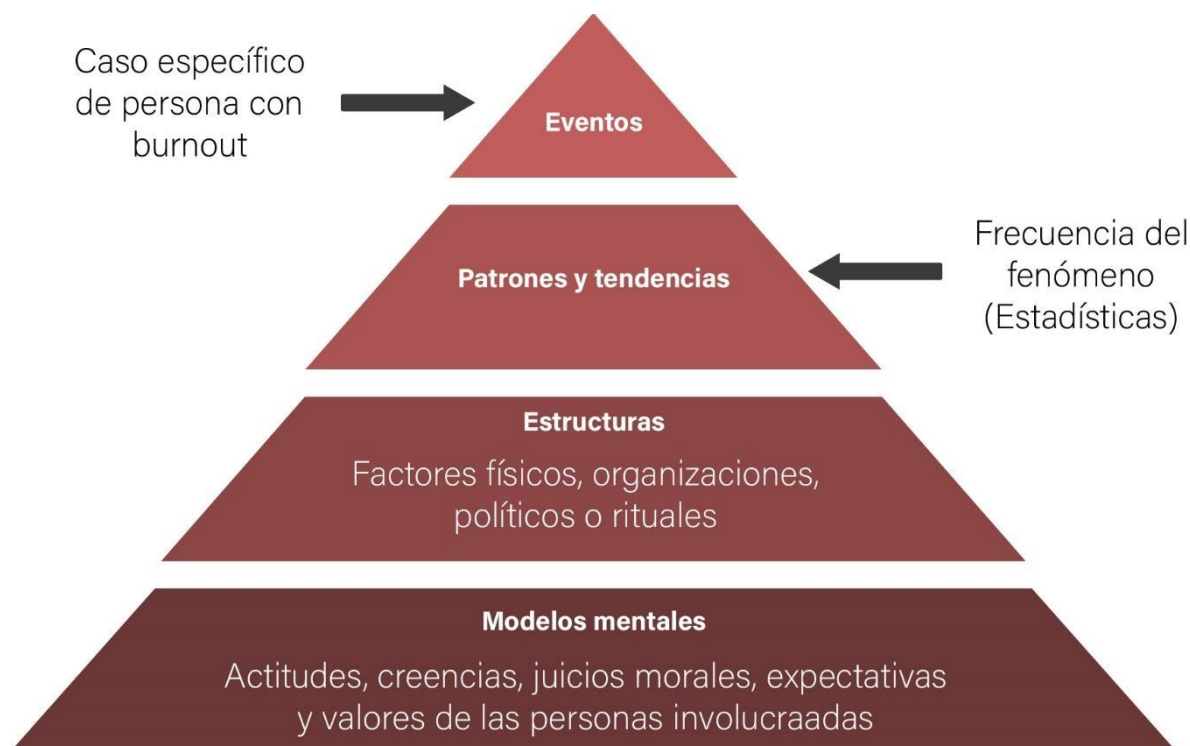 Caso específico
de persona con
burnout
Eventos
Patrones y tendencias
Frecuencia del
fenómeno
(Estadísticas)
Estructuras
Factores físicos, organizaciones,
políticos o rituales
Modelos mentales
Actitudes, creencias, juicios morales, expectativas
y valores de las personas involucraadas